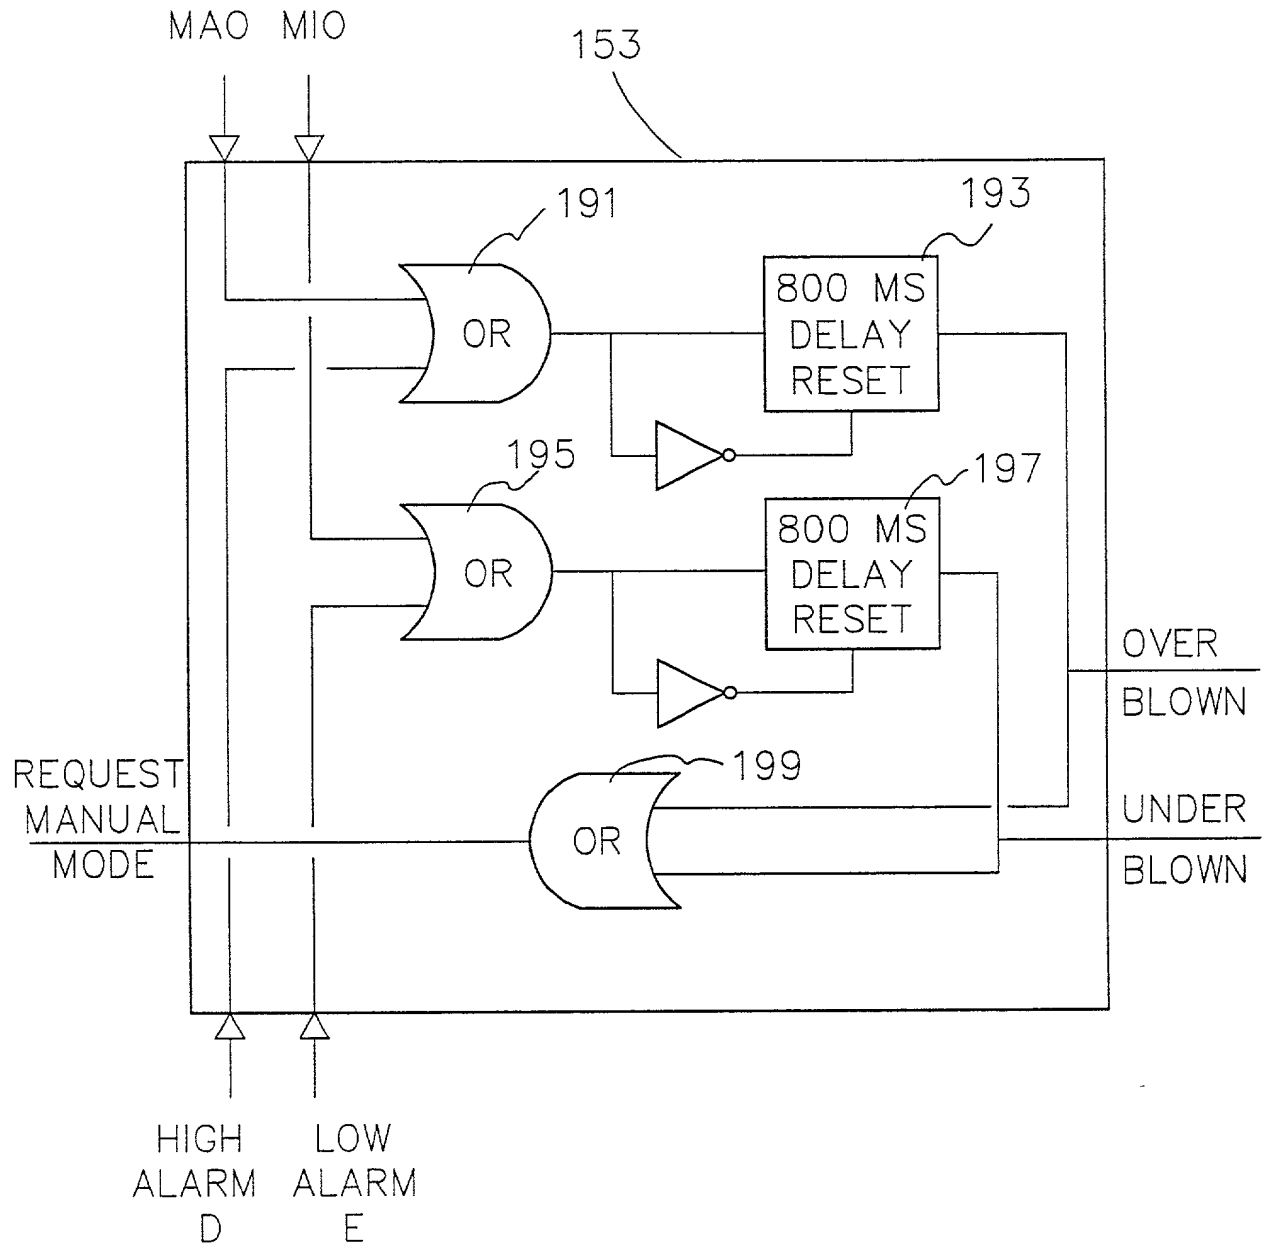 MAO MIO
153
191
193
OR
800 MS
DELAY
RESET
195
197
OR
800 MS
DELAY
RESET
OVER
BLOWN
199
REQUEST
MANUAL
MODE
OR
UNDER
BLOWN
HIGH
ALARM
D
LOW
ALARM
E